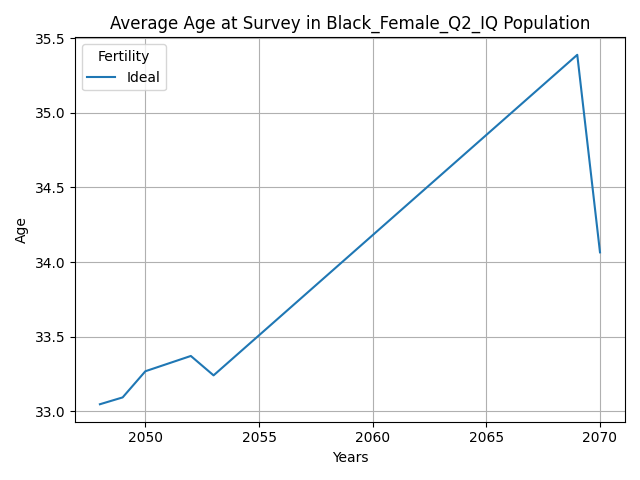 Average Age at Survey in Black_Female_Q2_IQ Population
Fertility
Ideal
35.5
35.0
34.5
34.0
33.5
33.0
Age
2050
2055
2060
2065
2070
Years